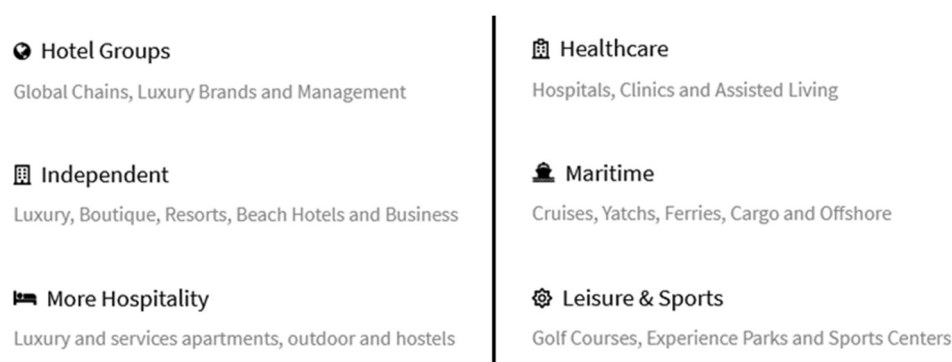 Hotel Groups
Global Chains, Luxury Brands and Management
Independent
Luxury, Boutique, Resorts, Beach Hotels and Business
More Hospitality
Luxury and services apartments, outdoor and hostels
Healthcare
Hospitals, Clinics and Assisted Living
Maritime
Cruises, Yatchs, Ferries, Cargo and Offshore
Leisure & Sports
Golf Courses, Experience Parks and Sports Centers